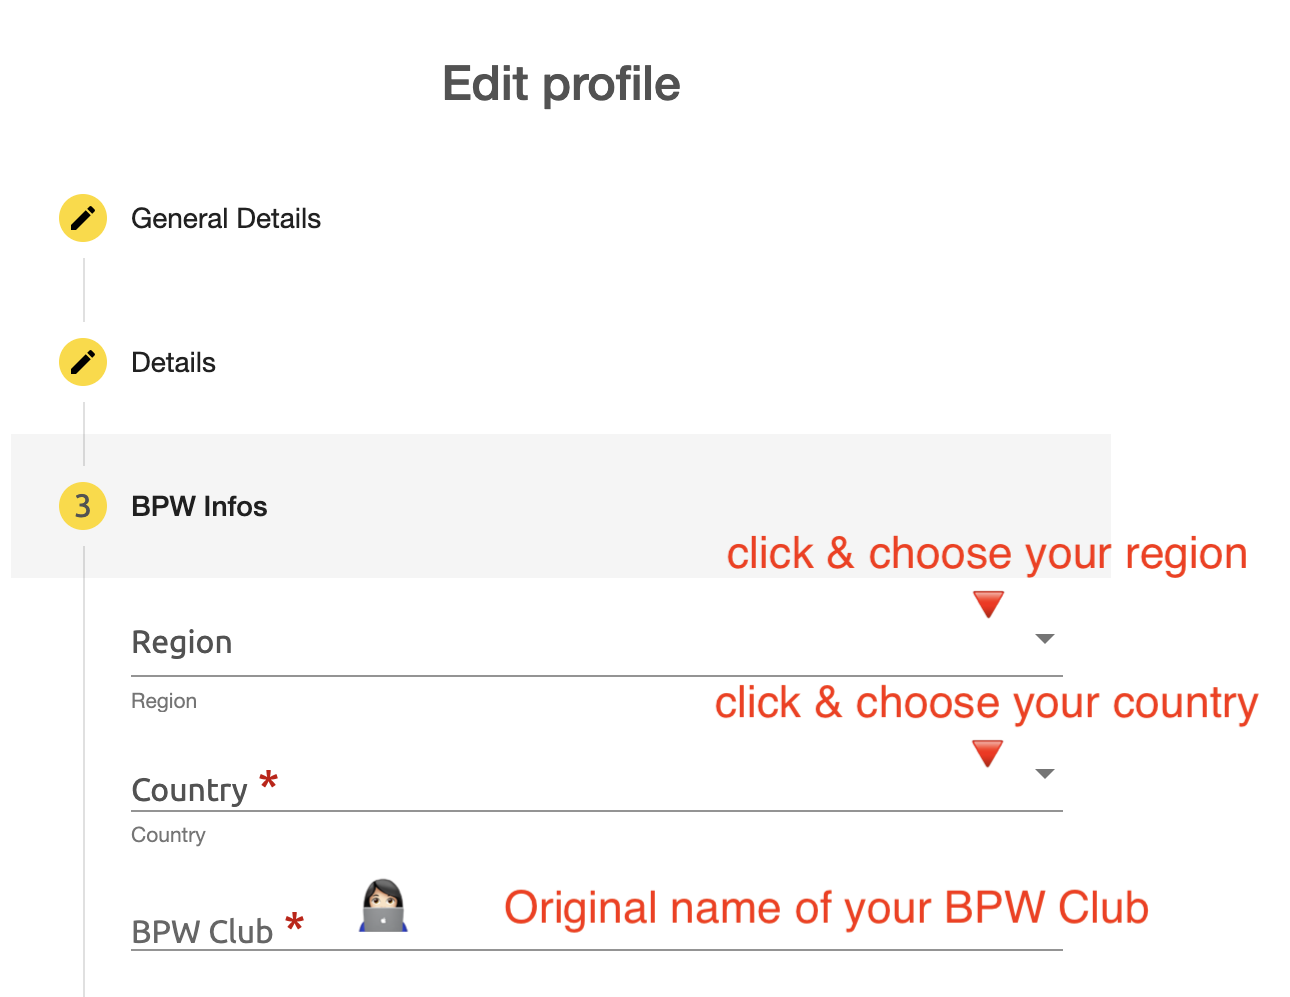 Edit profile
General Details
Details
3 BPW Infos
click & choose your region
Region
Region
click & choose your country
Country *
Country
Original name of your BPW Club
BPW Club *